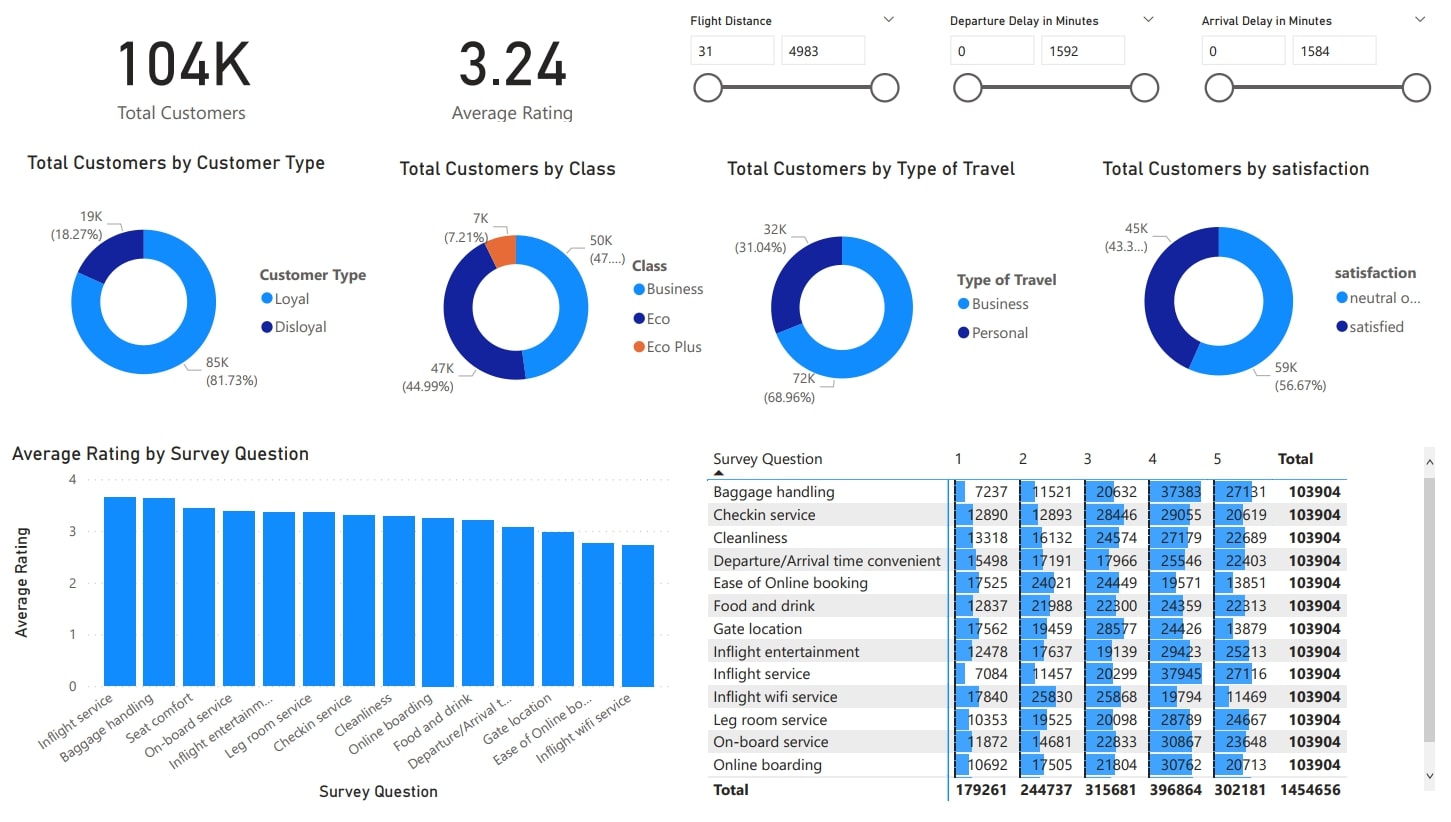 104K
Total Customers
3.24
Average Rating
Flight Distance
31 4983
Departure Delay in Minutes
0 1592
Arrival Delay in Minutes
0 1584
Total Customers by Customer Type
19K
(18.27%)
85K
(81.73%)
Customer Type
Loyal
Disloyal
Total Customers by Class
7K
(7.21%)
50K
(47....)
47K
(44.99%)
Class
Business
Eco
Eco Plus
Total Customers by Type of Travel
32K
(31.04%)
72K
(68.96%)
Type of Travel
Business
Personal
Total Customers by satisfaction
45K
(43.3...)
59K
(56.67%)
satisfaction
neutral o...
satisfied
Average Rating by Survey Question
Average Rating
4
3
2
1
0
Inflight service
Baggage handling
Seat comfort
On-board service
Inflight entertainm...
Leg room service
Checkin service
Cleanliness
Online boarding
Food and drink
Departure/Arrival t...
Gate location
Ease of Online bo...
Inflight wifi service
Survey Question
Survey Question 1 2 3 4 5 Total
Baggage handling 7237 11521 20632 37383 27131 103904
Checkin service 12890 12893 28446 29055 20619 103904
Cleanliness 13318 16132 24574 27179 22689 103904
Departure/Arrival time convenient 15498 17191 17966 25546 22403 103904
Ease of Online booking 17525 24021 24449 19571 13851 103904
Food and drink 12837 21988 22300 24359 22313 103904
Gate location 17562 19459 28577 24426 13879 103904
Inflight entertainment 12478 17637 19139 29423 25213 103904
Inflight service 7084 11457 20299 37945 27116 103904
Inflight wifi service 17840 25830 25868 19794 11469 103904
Leg room service 10353 19525 20098 28789 24667 103904
On-board service 11872 14681 22833 30867 23648 103904
Online boarding 10692 17505 21804 30762 20713 103904
Total 179261 244737 315681 396864 302181 1454656